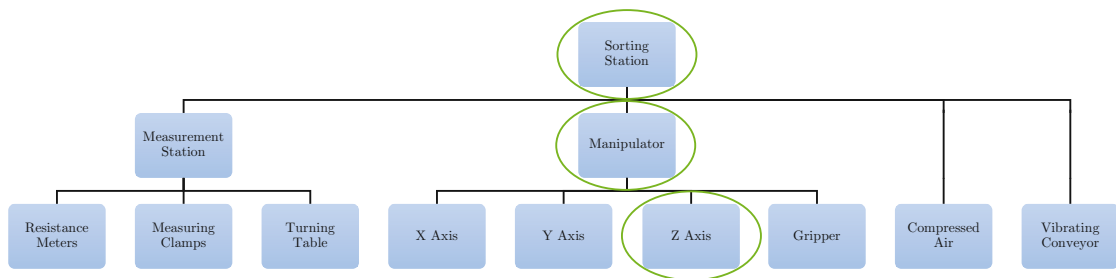 Sorting
Station
Measurement
Station
Manipulator
Resistance
Meters
Measuring
Clamps
Turning
Table
X Axis
Y Axis
Z Axis
Gripper
Compressed
Air
Vibrating
Conveyor